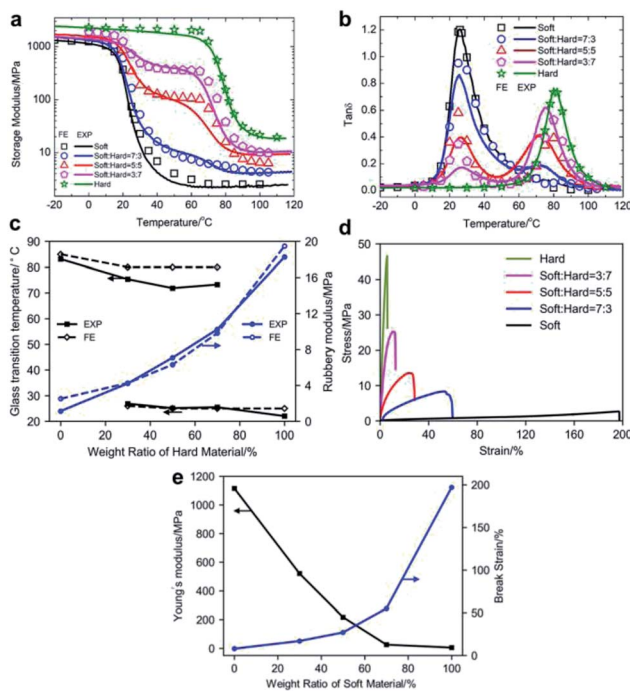 a
Storage Modulus/MPa
1000
100
10
FE EXP
Soft
Soft:Hard=7:3
Soft:Hard=5:5
Soft:Hard=3:7
Hard
-20 0 20 40 60 80 100 120
Temperature/°C
b
Tanδ
1.2
1.0
0.8
0.6
0.4
0.2
0.0
Soft
Soft:Hard=7:3
Soft:Hard=5:5
Soft:Hard=3:7
Hard
FE EXP
0 20 40 60 80 100 120
Temperature/°C
c
Glass transition temperature/°C
90
80
70
60
50
40
30
20
EXP
FE
EXP
FE
20
16
12
8
4
0
Rubbery modulus/MPa
0 20 40 60 80 100
Weight Ratio of Hard Material/%
d
Stress/MPa
50
40
30
20
10
0
Hard
Soft:Hard=3:7
Soft:Hard=5:5
Soft:Hard=7:3
Soft
0 40 80 120 160 200
Strain/%
e
Young's modulus/MPa
1200
1000
800
600
400
200
0
200
150
100
50
0
Break Strain/%
0 20 40 60 80 100
Weight Ratio of Soft Material/%